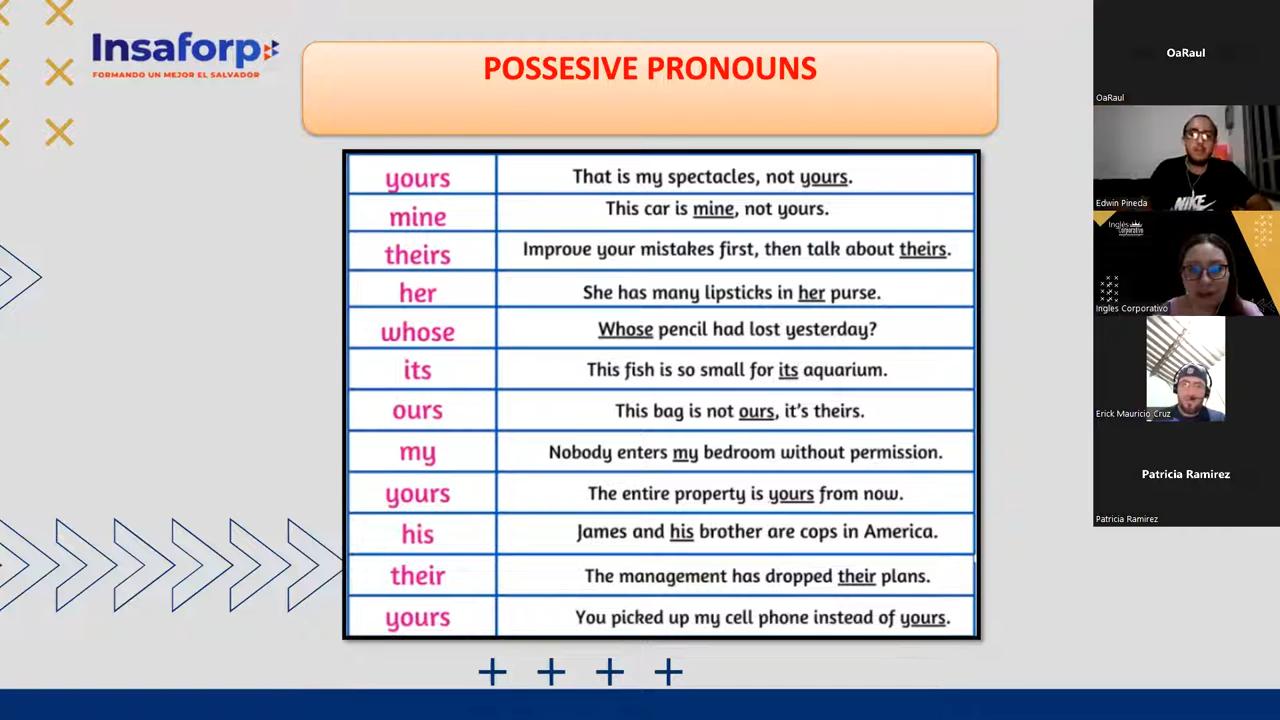 Insaforp
FORMANDO UN MEJOR EL SALVADOR
POSSESIVE PRONOUNS
yours That is my spectacles, not yours.
mine This car is mine, not yours.
theirs Improve your mistakes first, then talk about theirs.
her She has many lipsticks in her purse.
whose Whose pencil had lost yesterday?
its This fish is so small for its aquarium.
ours This bag is not ours, it's theirs.
my Nobody enters my bedroom without permission.
yours The entire property is yours from now.
his James and his brother are cops in America.
their The management has dropped their plans.
yours You picked up my cell phone instead of yours.
OaRaul
OaRaul
NIKE
Edwin Pineda
Inglés
Corporativo
Ingles Corporativo
Erick Mauricio Cruz
Patricia Ramirez
Patricia Ramirez